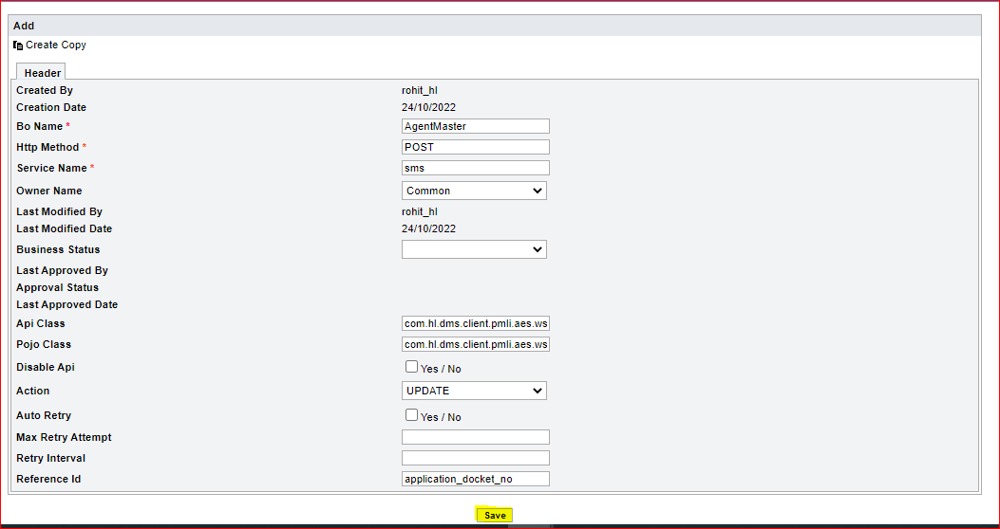 Add
Create Copy
Header
Created By rohit_hl
Creation Date 24/10/2022
Bo Name * AgentMaster
Http Method * POST
Service Name * sms
Owner Name Common
Last Modified By rohit_hl
Last Modified Date 24/10/2022
Business Status
Last Approved By
Approval Status
Last Approved Date
Api Class com.hl.dms.client.pmli.aes.ws
Pojo Class com.hl.dms.client.pmli.aes.ws
Disable Api Yes / No
Action UPDATE
Auto Retry Yes / No
Max Retry Attempt
Retry Interval
Reference Id application_docket_no
Save